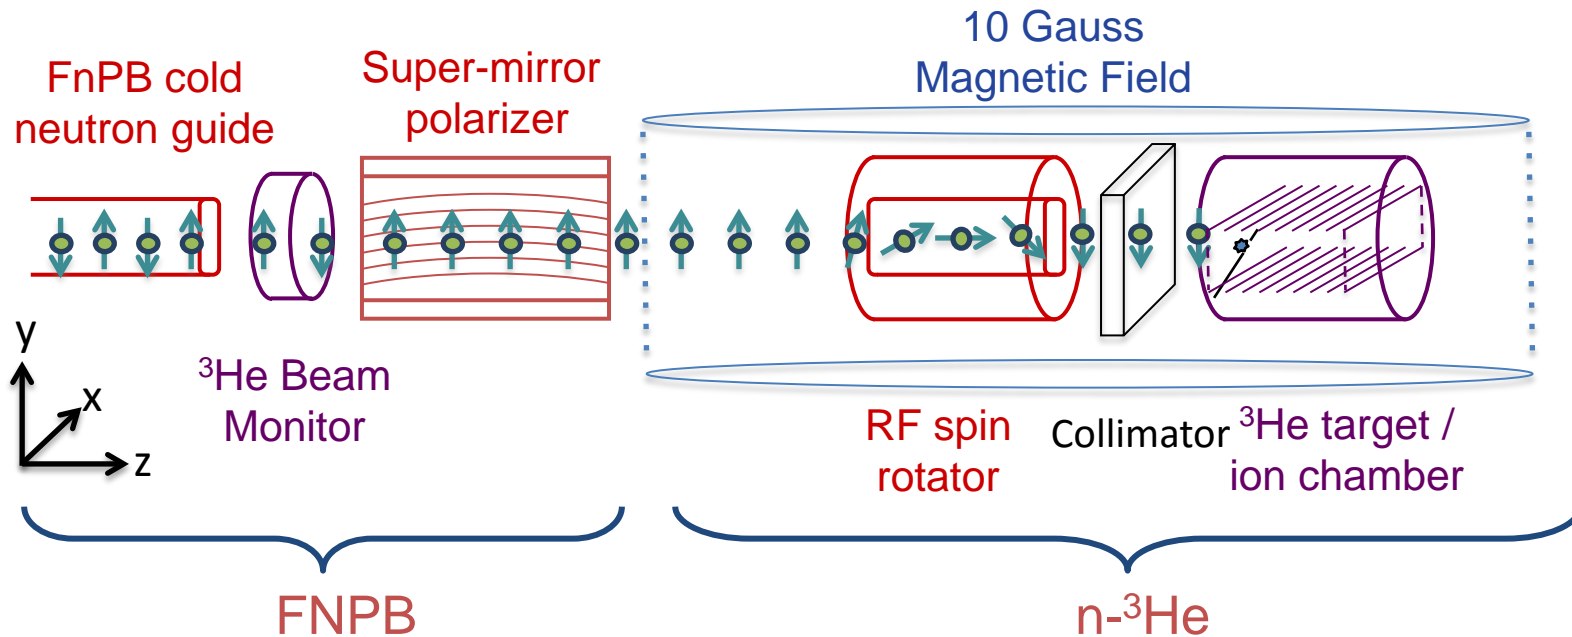 10 Gauss
Magnetic Field
FnPB cold
neutron guide
Super-mirror
polarizer
y
x
z
³He Beam
Monitor
RF spin
rotator
Collimator
³He target /
ion chamber
FNPB
n-³He